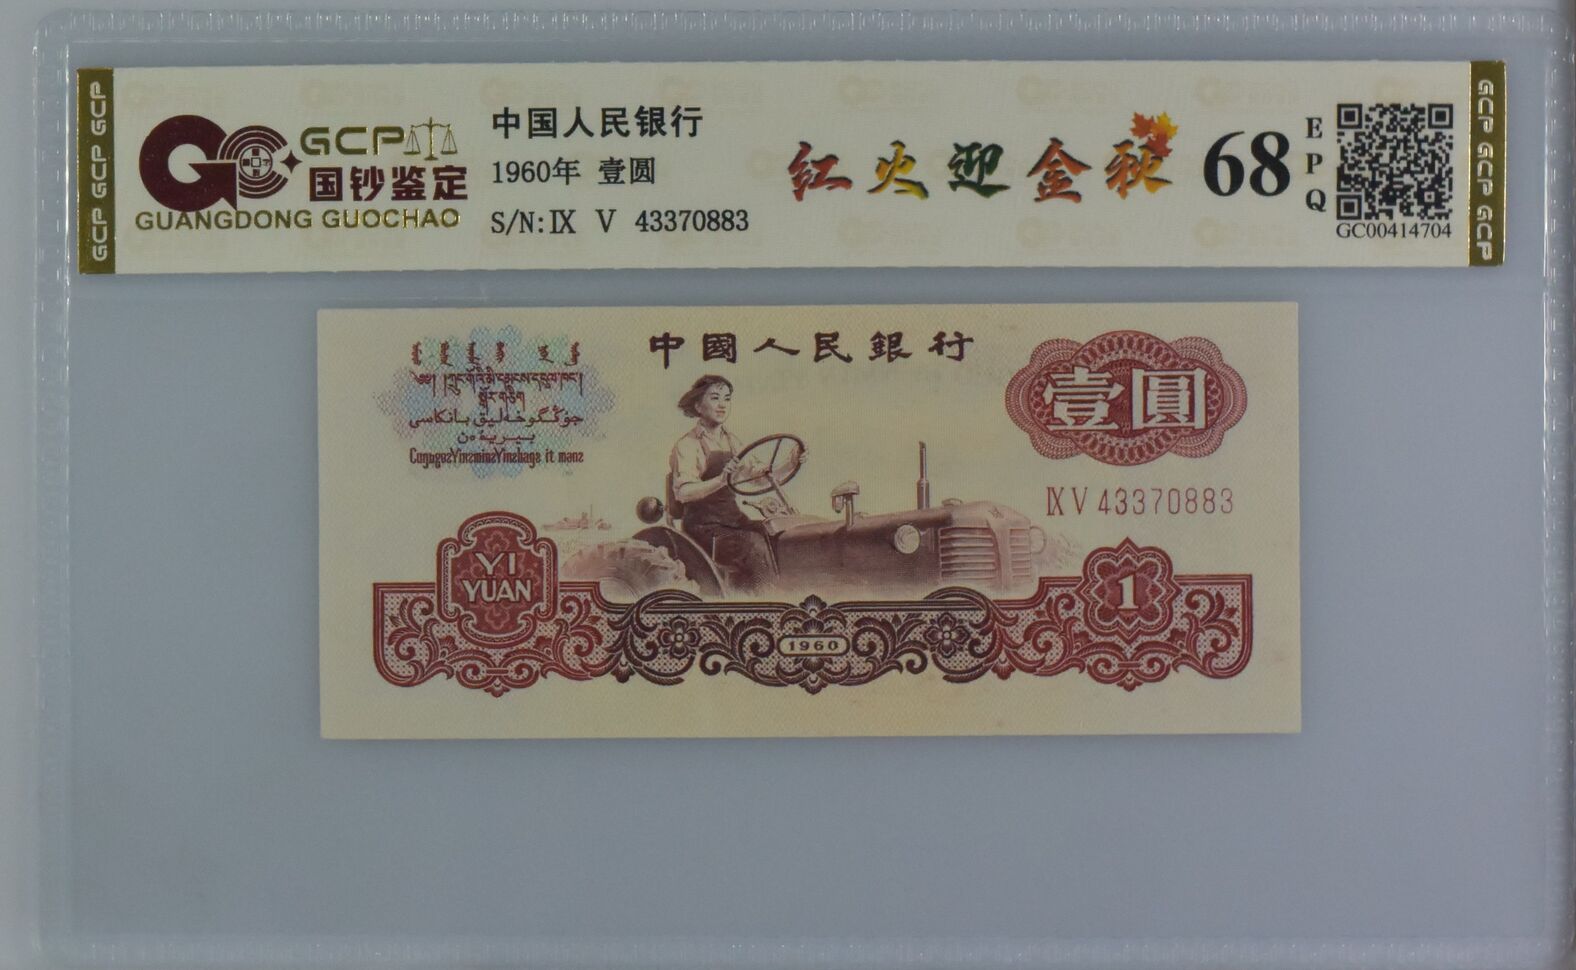 GCP GCP GCP
GCP
国钞鉴定
GUANGDONG GUOCHAO
中国人民银行
1960年 壹圆
S/N: Ⅸ Ⅴ 43370883
红火迎金秋
68
EPQ
GC00414704
GCP GCP GCP GCP
中國人民銀行
壹圓
ⅨⅤ43370883
YI
YUAN
1960
1